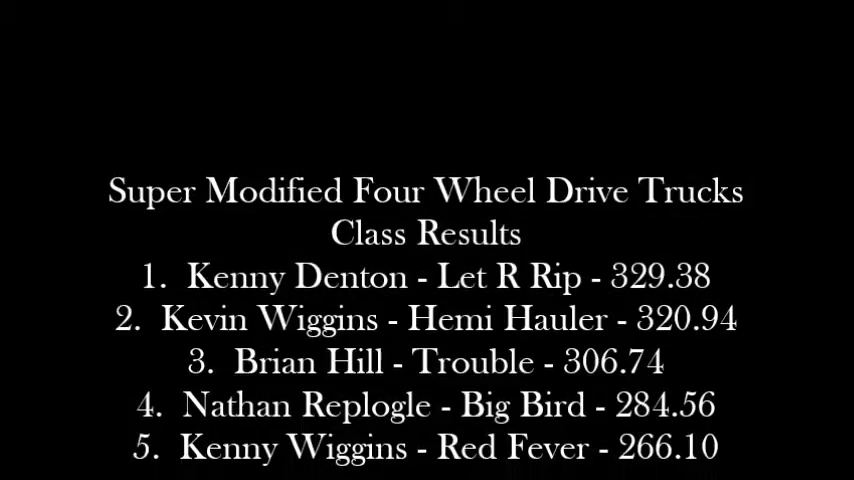 Super Modified Four Wheel Drive Trucks
Class Results
1. Kenny Denton - Let R Rip - 329.38
2. Kevin Wiggins - Hemi Hauler - 320.94
3. Brian Hill - Trouble - 306.74
4. Nathan Replogle - Big Bird - 284.56
5. Kenny Wiggins - Red Fever - 266.10